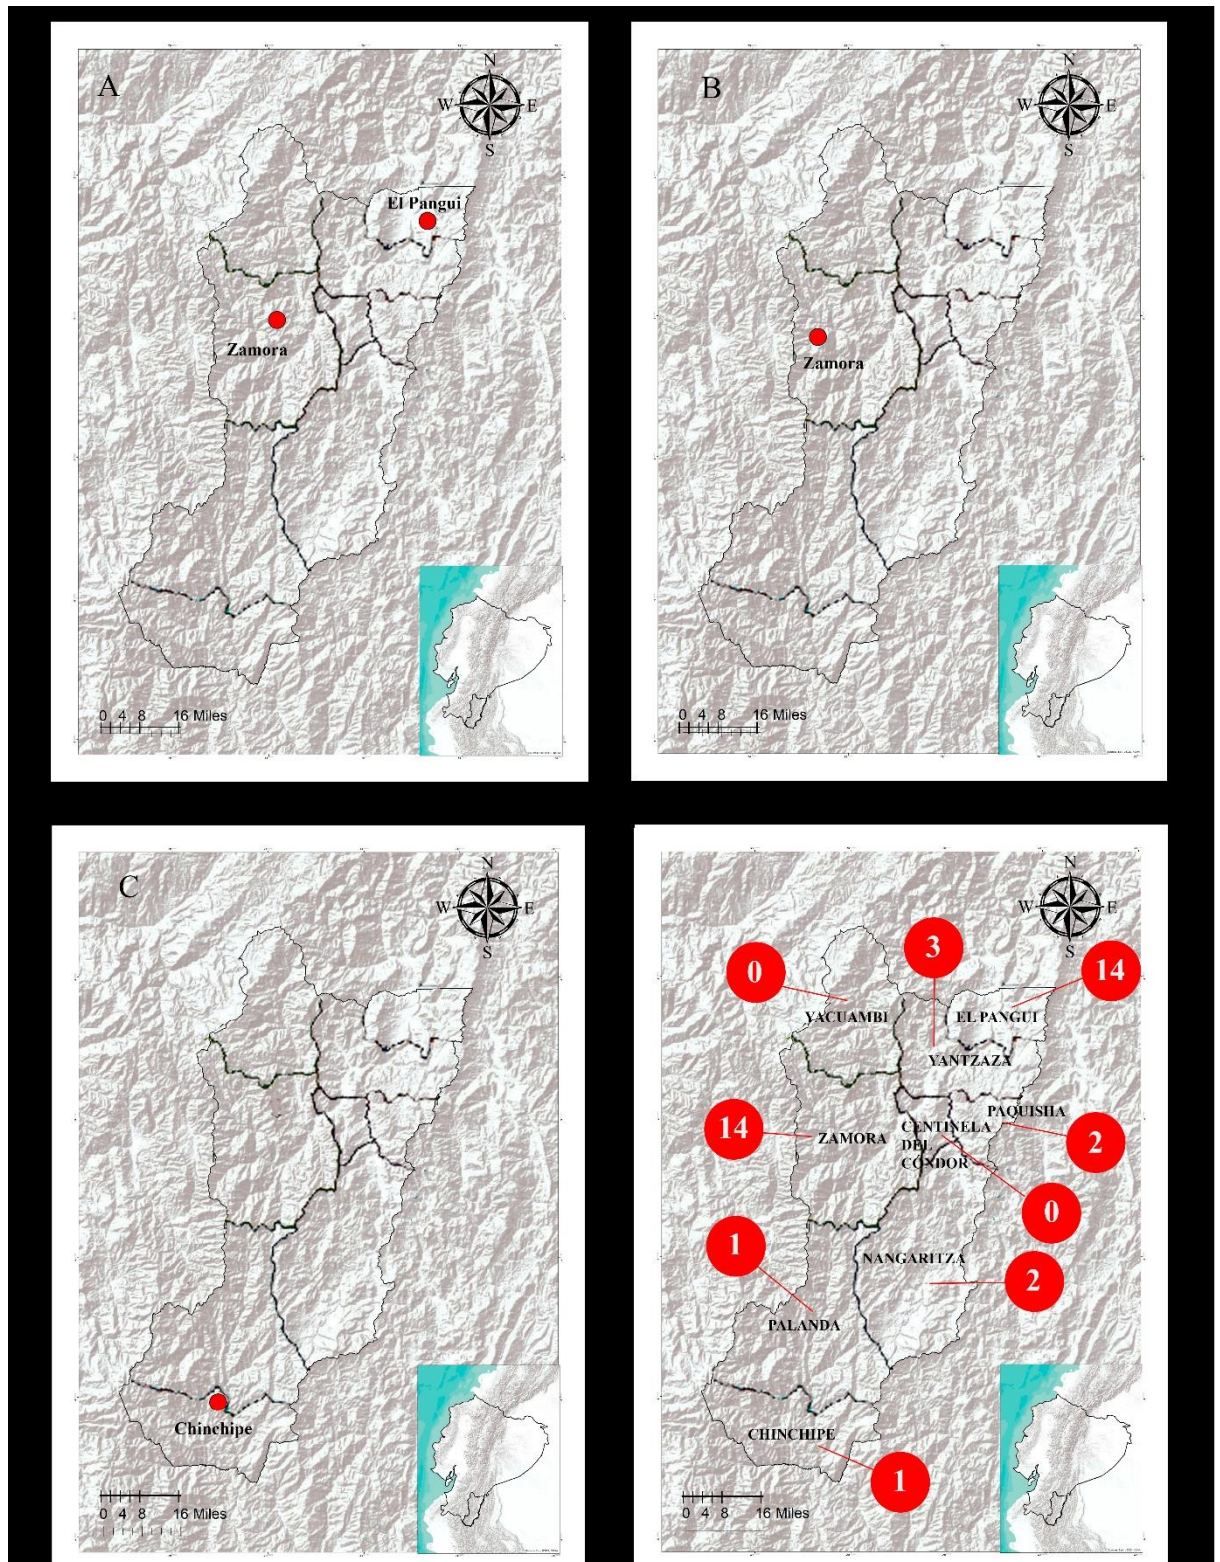 A
N
W E
S
El Pangui
Zamora
0 4 8 16 Miles
B
N
W E
S
Zamora
0 4 8 16 Miles
C
N
W E
S
Chinchipe
0 4 8 16 Miles
N
W E
S
3
0
14
YACUAMBI
EL PANGUI
YANTZAZA
PAQUISHA
14
ZAMORA
CENTINELA
DEL
CÓNDOR
2
0
1
NANGARITZA
2
PALANDA
CHINCHIPE
1
0 4 8 16 Miles